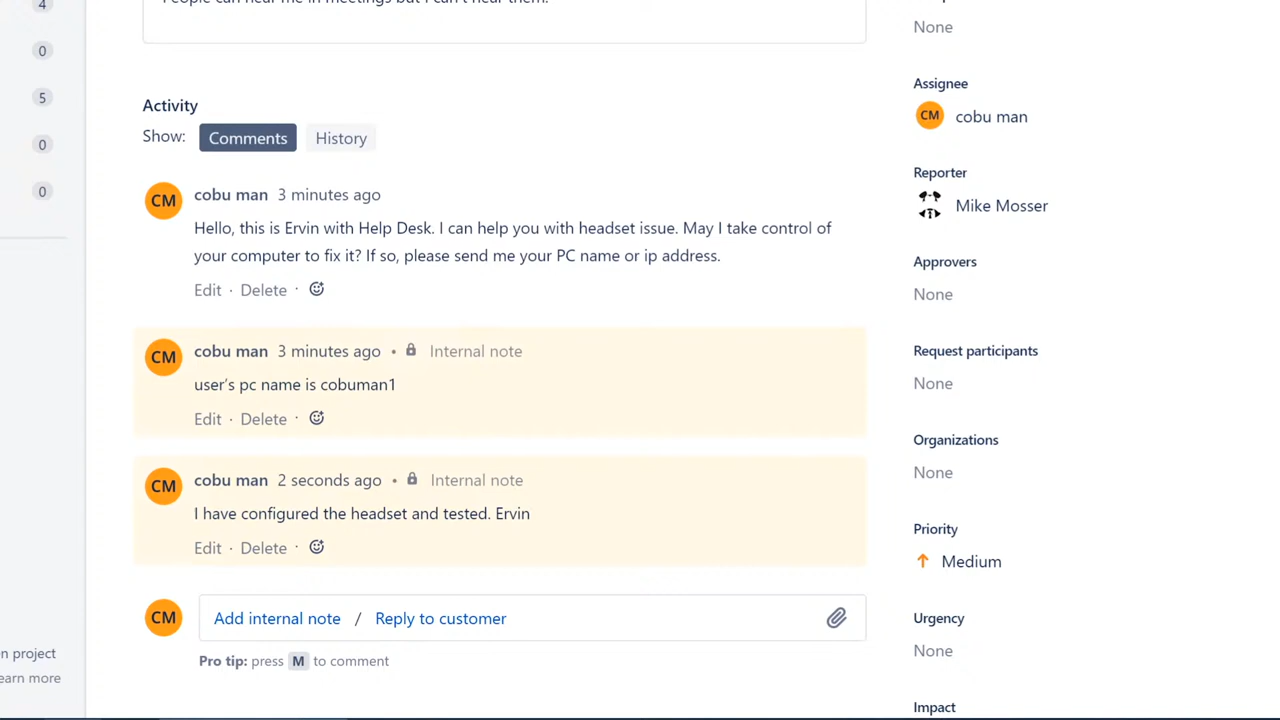 4
People can hear me in meetings but I can't hear them.
None
0
5
Assignee
CM cobu man
Activity
Show: Comments History
0
Reporter
0
CM cobu man 3 minutes ago
Mike Mosser
Hello, this is Ervin with Help Desk. I can help you with headset issue. May I take control of
your computer to fix it? If so, please send me your PC name or ip address.
Approvers
Edit · Delete ·
None
CM cobu man 3 minutes ago • Internal note
Request participants
user's pc name is cobuman1
None
Edit · Delete ·
Organizations
None
CM cobu man 2 seconds ago • Internal note
I have configured the headset and tested. Ervin
Priority
Edit · Delete ·
Medium
CM Add internal note / Reply to customer
Urgency
n project
Pro tip: press M to comment
None
earn more
Impact